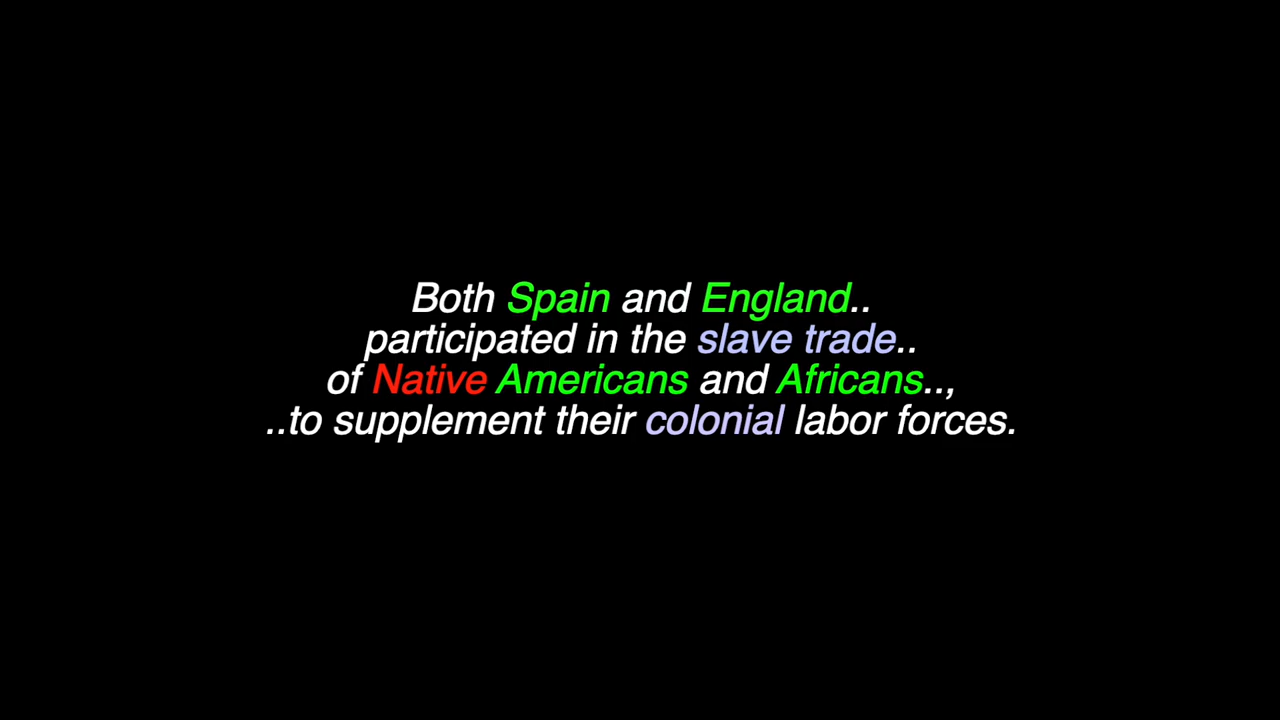 Both Spain and England..
participated in the slave trade..
of Native Americans and Africans..,
..to supplement their colonial labor forces.